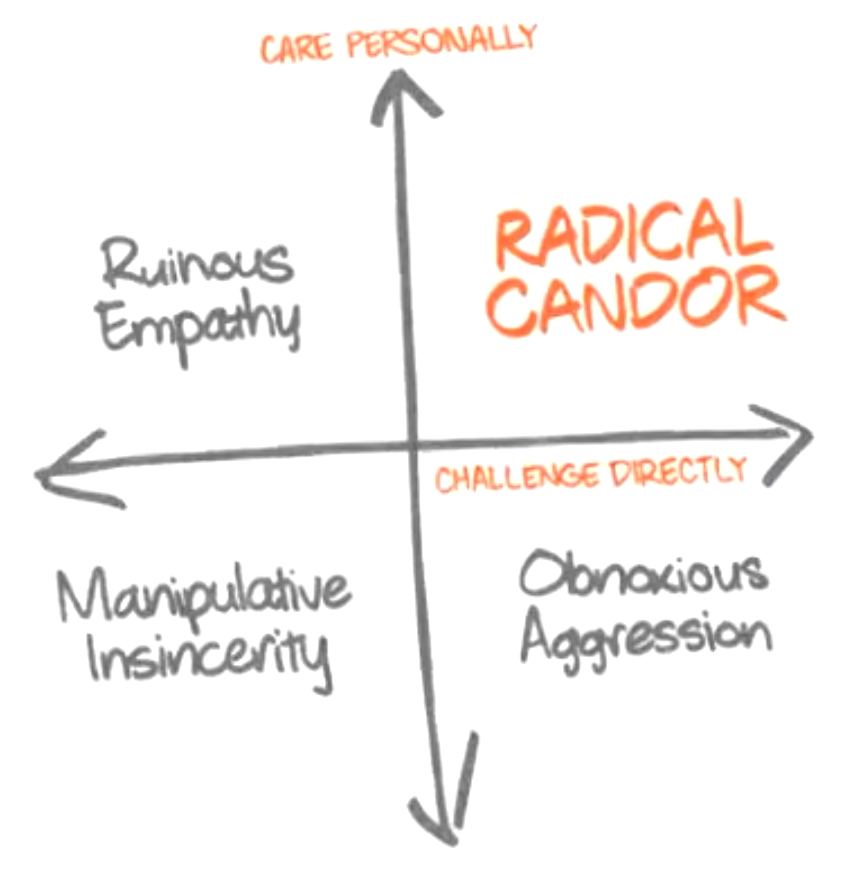 CARE PERSONALLY
Ruinous
Empathy
RADICAL
CANDOR
CHALLENGE DIRECTLY
Manipulative
Insincerity
Obnoxious
Aggression